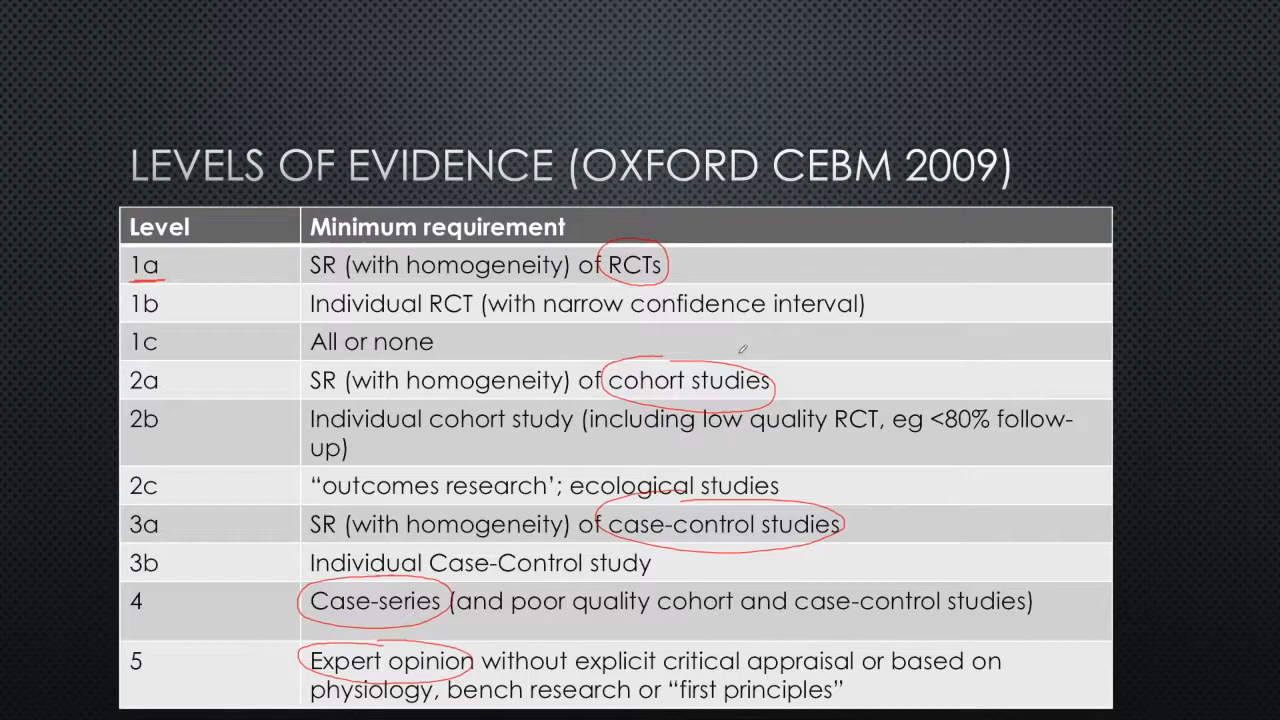 LEVELS OF EVIDENCE (OXFORD CEBM 2009)
Level Minimum requirement
1a SR (with homogeneity) of RCTs
1b Individual RCT (with narrow confidence interval)
1c All or none
2a SR (with homogeneity) of cohort studies
2b Individual cohort study (including low quality RCT, eg <80% follow-
up)
2c “outcomes research’; ecological studies
3a SR (with homogeneity) of case-control studies
3b Individual Case-Control study
4 Case-series (and poor quality cohort and case-control studies)
5 Expert opinion without explicit critical appraisal or based on
physiology, bench research or “first principles”